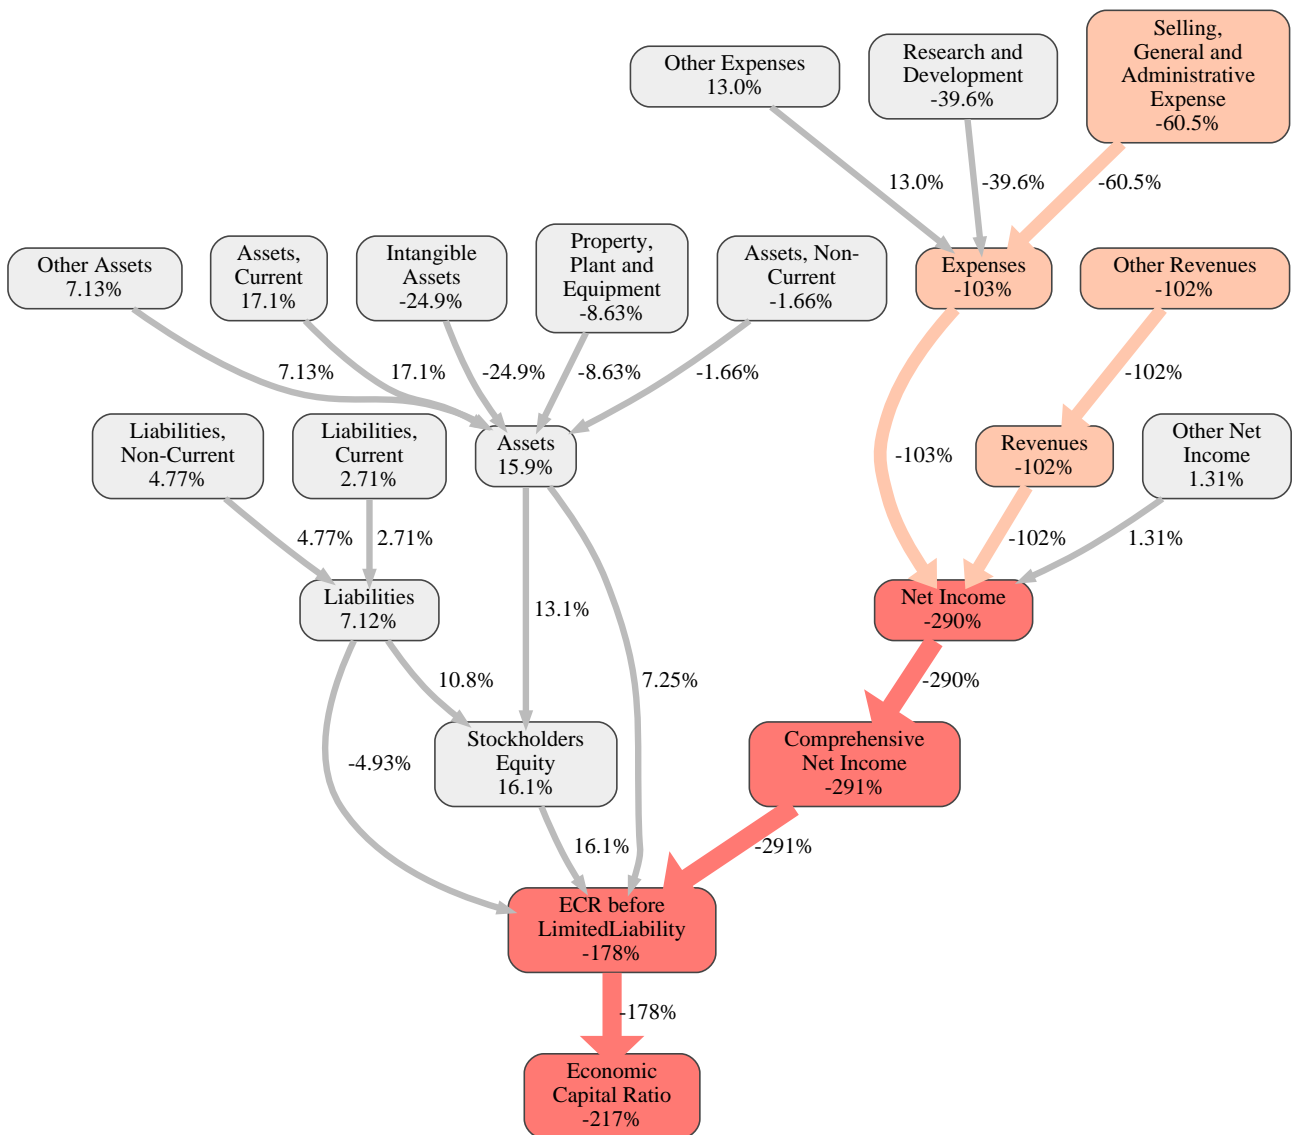 Selling,
General and
Administrative
Expense
-60.5%
Research and
Development
-39.6%
Other Expenses
13.0%
13.0%
-39.6%
-60.5%
Other Assets
7.13%
Assets,
Current
17.1%
Intangible
Assets
-24.9%
Property,
Plant and
Equipment
-8.63%
Assets, Non-
Current
-1.66%
Expenses
-103%
Other Revenues
-102%
7.13%
17.1%
-24.9%
-8.63%
-1.66%
-102%
Liabilities,
Non-Current
4.77%
Liabilities,
Current
2.71%
Assets
15.9%
-103%
Revenues
-102%
Other Net
Income
1.31%
4.77%
2.71%
-102%
1.31%
Liabilities
7.12%
13.1%
Net Income
-290%
10.8%
7.25%
-290%
-4.93%
Stockholders
Equity
16.1%
Comprehensive
Net Income
-291%
16.1%
-291%
ECR before
LimitedLiability
-178%
-178%
Economic
Capital Ratio
-217%